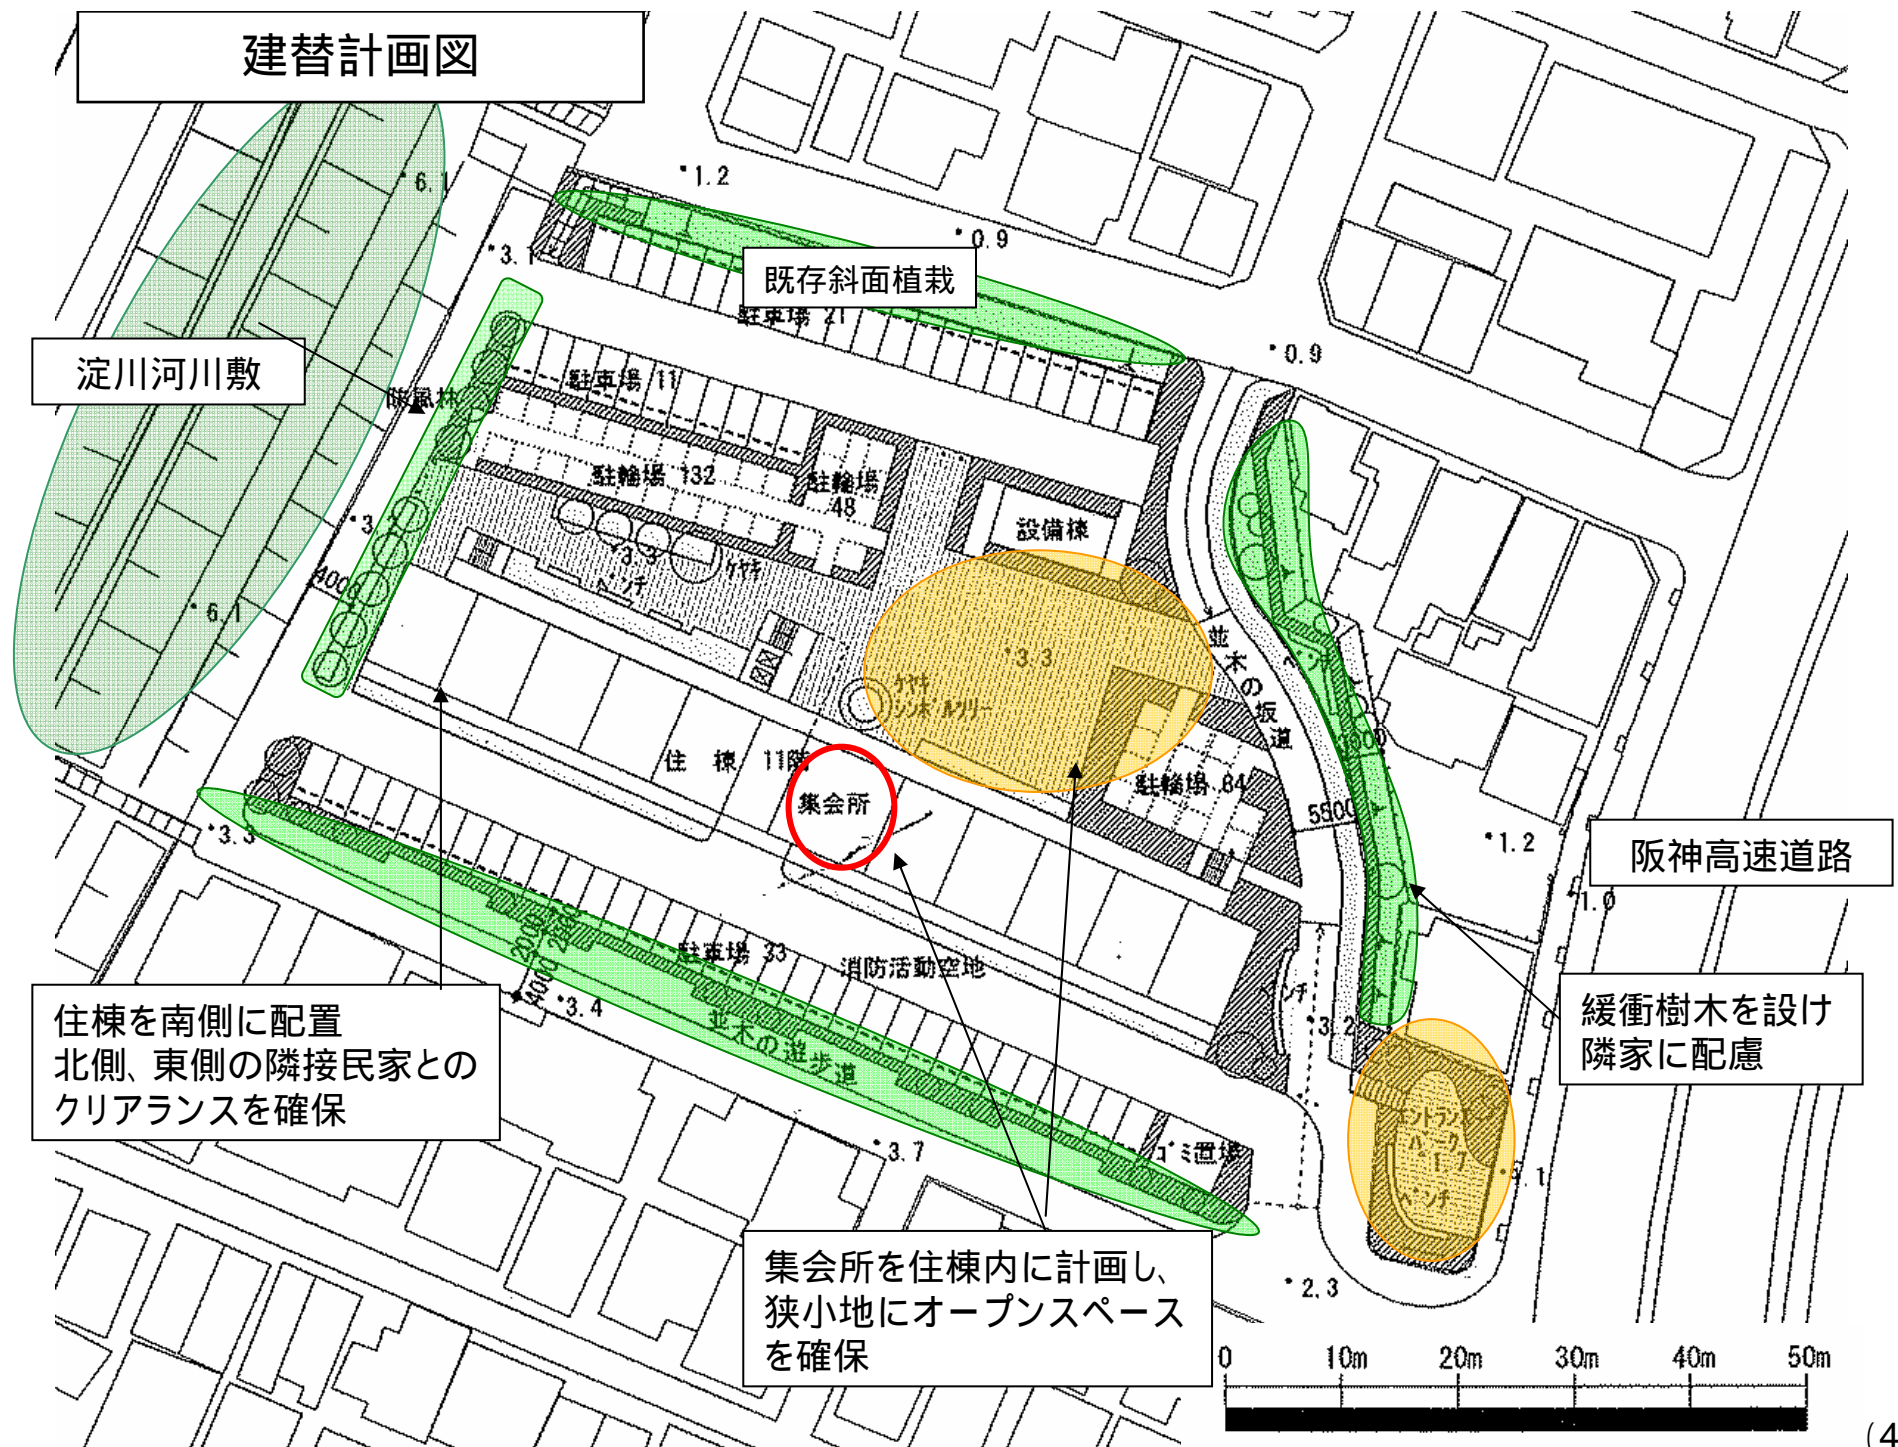 建替計画図
6.1
1.2
0.9
3.1
既存斜面植栽
駐車場 21
0.9
淀川河川敷
防風林
駐車場 11
駐輪場 132
駐輪場
48
設備棟
3.3
ベンチ
ケヤキ
4000
6.1
3.3
ケヤキ
シンボルツリー
並木の坂道
ベンチ
住 棟 11階
集会所
駐輪場 64
5500
1.2
阪神高速道路
1.0
3.3
駐車場 33
消防活動空地
2000
4000
3.4
並木の遊歩道
ベンチ
3.2
住棟を南側に配置
北側、東側の隣接民家との
クリアランスを確保
緩衝樹木を設け
隣家に配慮
3.7
ゴミ置場
エントランス
パーク
ベンチ
集会所を住棟内に計画し、
狭小地にオープンスペース
を確保
2.3
0 10m 20m 30m 40m 50m
(4